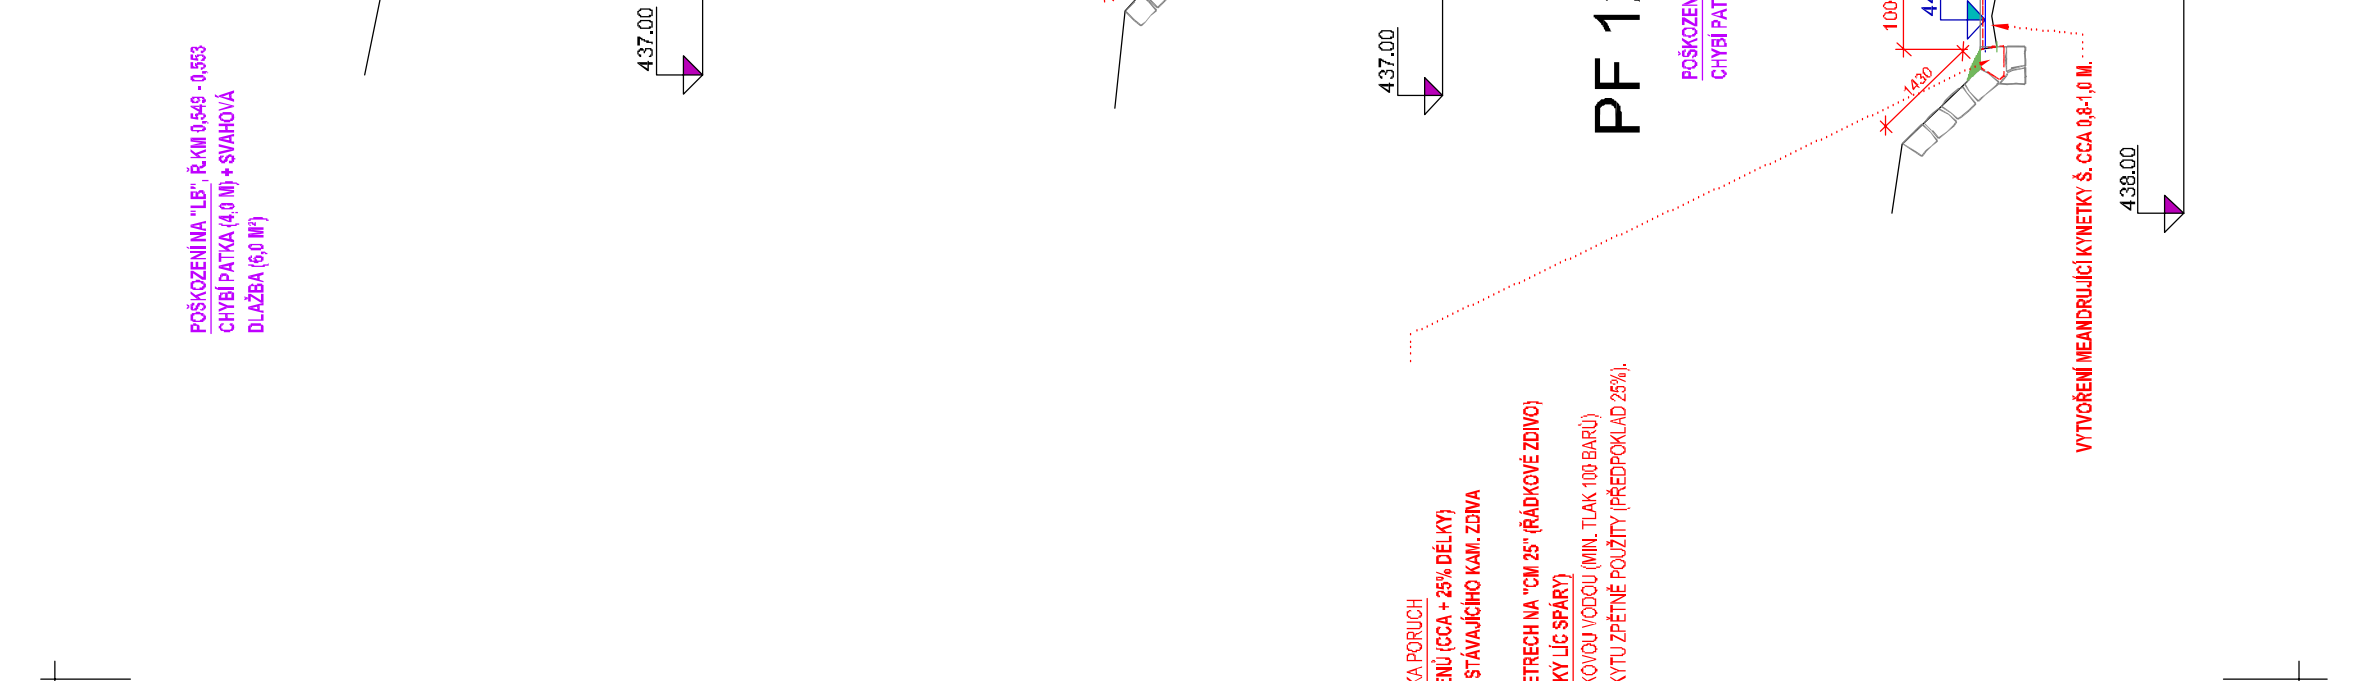 POŠKOZENÍ NA "LB", Ř.KM 0,549 - 0,553
CHYBÍ PATKA (4,0 M) + SVAHOVÁ
DLAŽBA (6,0 M²)
437.00
437.00
PF 1
POŠKOZEN
CHYBÍ PAT
100
44
1430
VYTVOŘENÍ MEANDRUJÍCÍ KYNETKY Š. CCA 0,8-1,0 M.
438.00
KA PORUCH
ENŮ (CCA + 25% DÉLKY)
STÁVAJÍCÍHO KAM. ZDIVA
ETRECH NA "CM 25" (ŘÁDKOVÉ ZDIVO)
KÝ LÍC SPÁRY)
KOVOU VODOU (MIN. TLAK 100 BARŮ)
KYTU ZPĚTNĚ POUŽITY (PŘEDPOKLAD 25%).